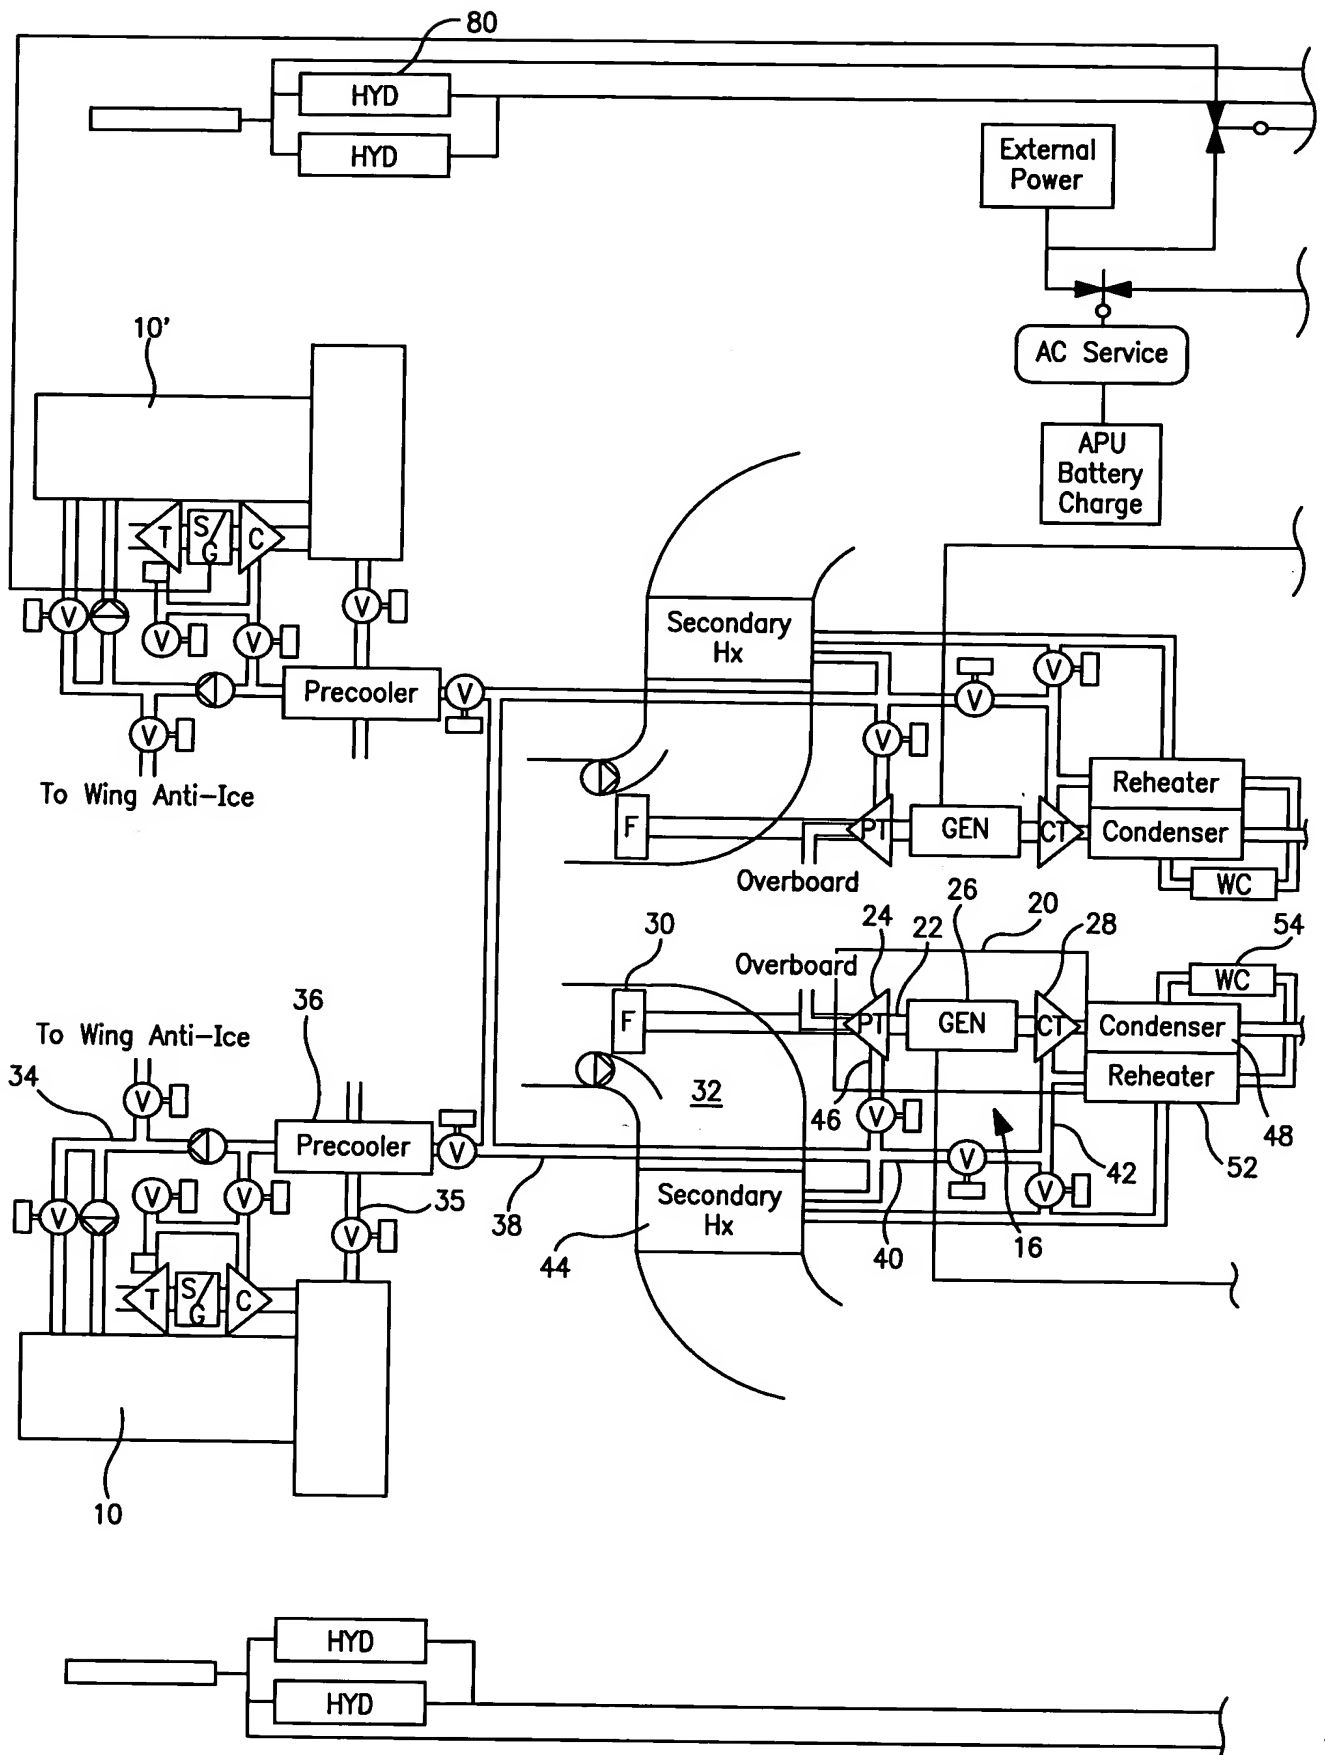 80
HYD
HYD
External
Power
AC Service
APU
Battery
Charge
10'
T
S/G
C
V
V
V
V
V
Precooler
V
V
To Wing Anti-Ice
Secondary
Hx
V
V
V
F
PT
GEN
CT
Reheater
Condenser
WC
Overboard
24
22
26
20
28
54
30
Overboard
WC
F
PT
GEN
CT
Condenser
Reheater
32
46
V
48
52
42
16
40
V
V
Secondary
Hx
44
38
36
To Wing Anti-Ice
34
V
Precooler
V
V
V
V
35
V
T
S/G
C
10
HYD
HYD